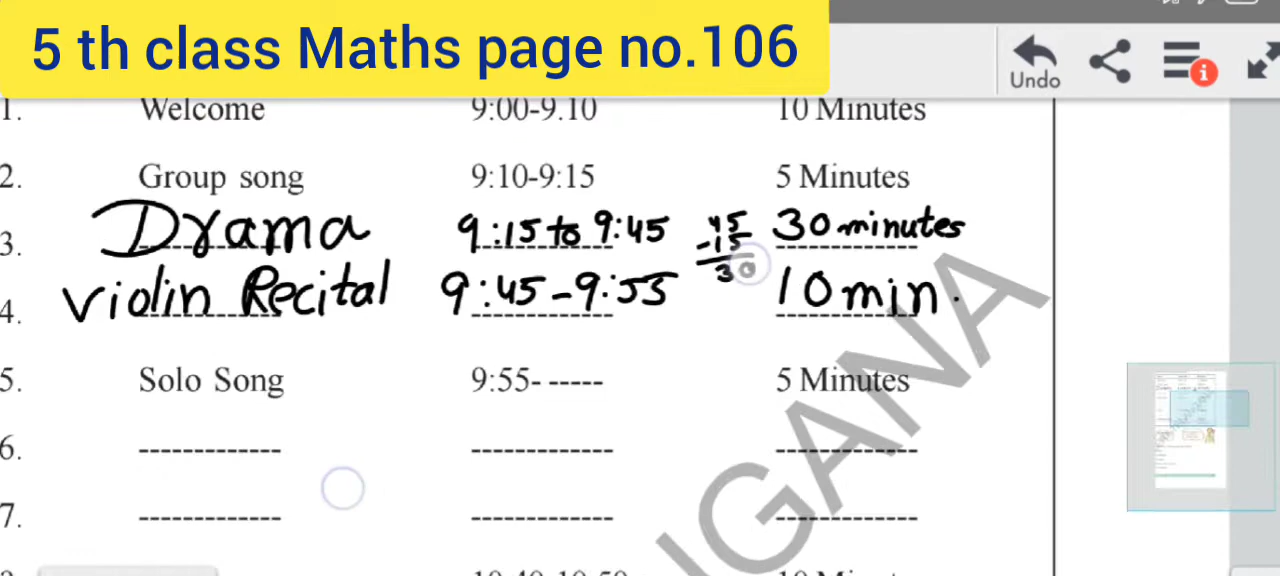 5 th class Maths page no.106
Undo
1. Welcome 9:00-9.10 10 Minutes
2. Group song 9:10-9:15 5 Minutes
3. Drama 9:15 to 9:45 45 -15 30 30 minutes
4. Violin Recital 9:45-9:55 10 min.
5. Solo Song 9:55- ----- 5 Minutes
6. ------------ ------------ ------------
7. ------------ ------------ ------------